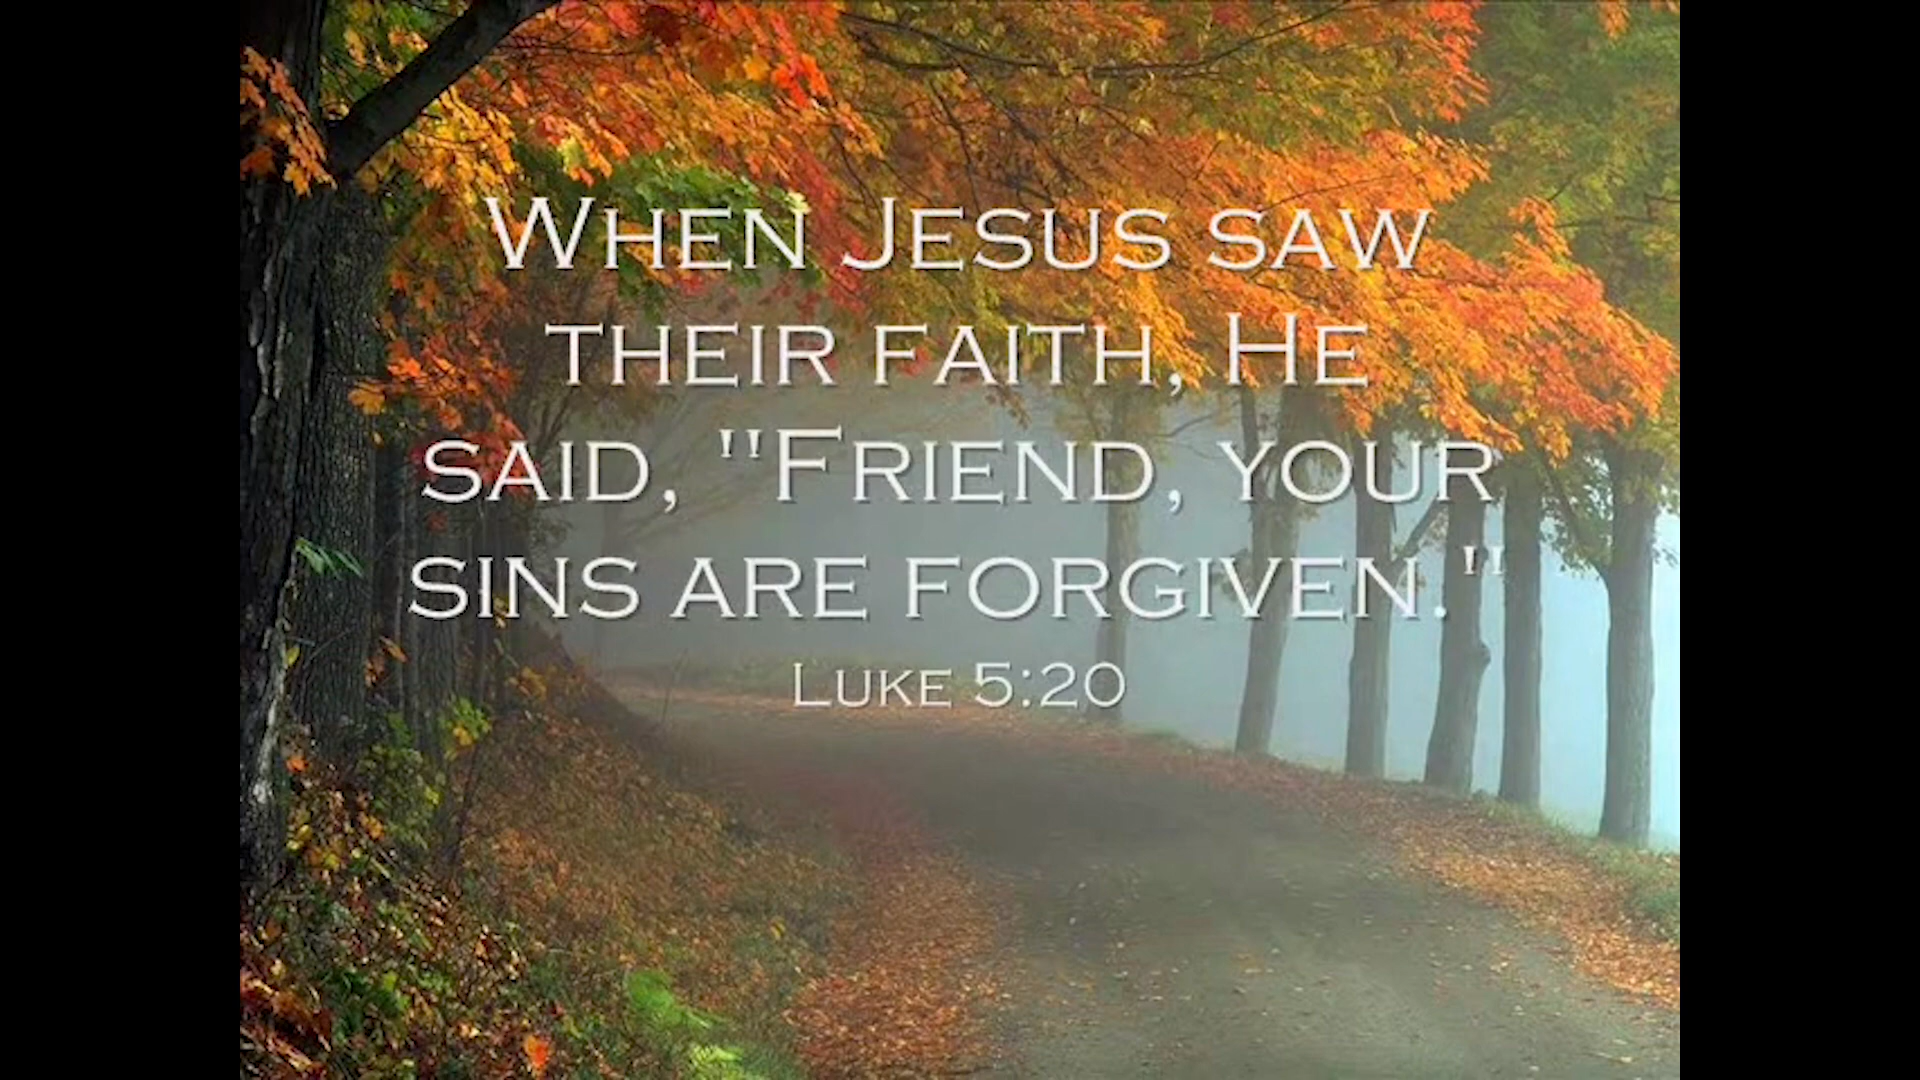 When Jesus saw
their faith, He
said, "Friend, your
sins are forgiven."
Luke 5:20